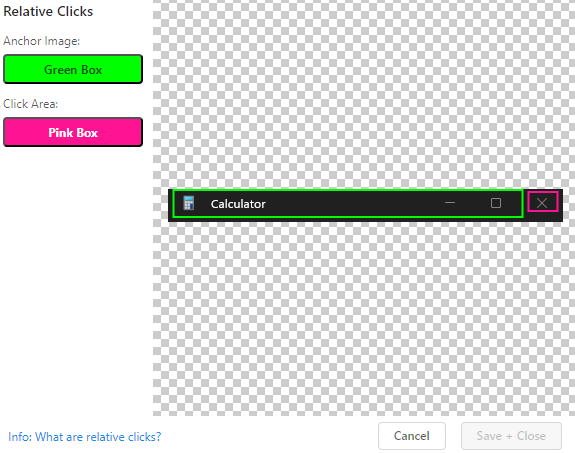 Relative Clicks
Anchor Image:
Green Box
Click Area:
Pink Box
Calculator
Info: What are relative clicks?
Cancel
Save + Close